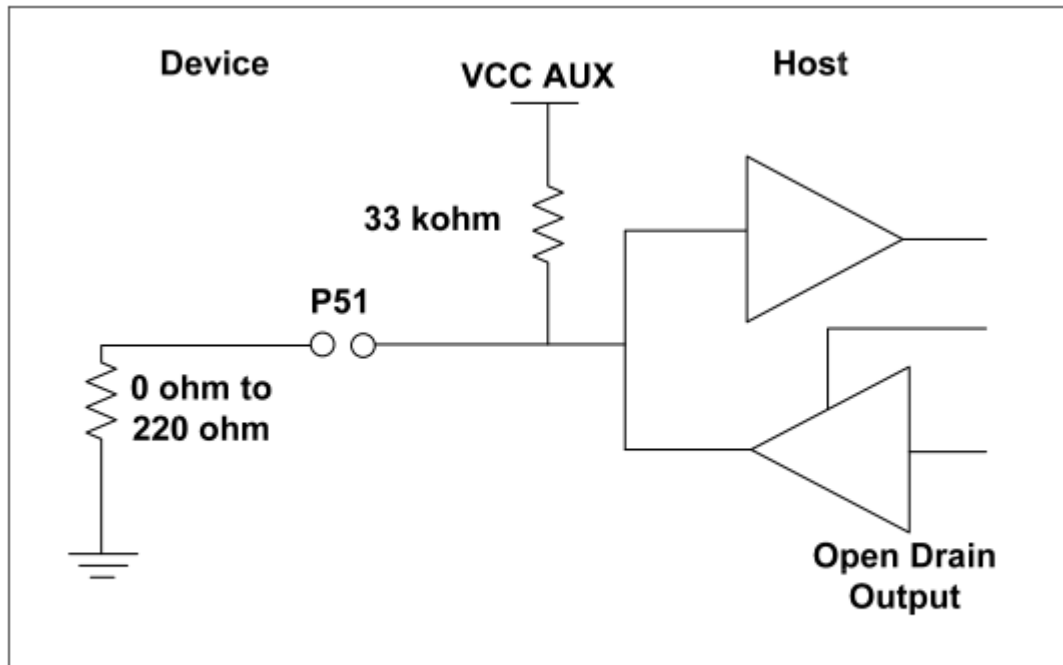 Device
VCC AUX
Host
33 kohm
P51
0 ohm to
220 ohm
Open Drain
Output